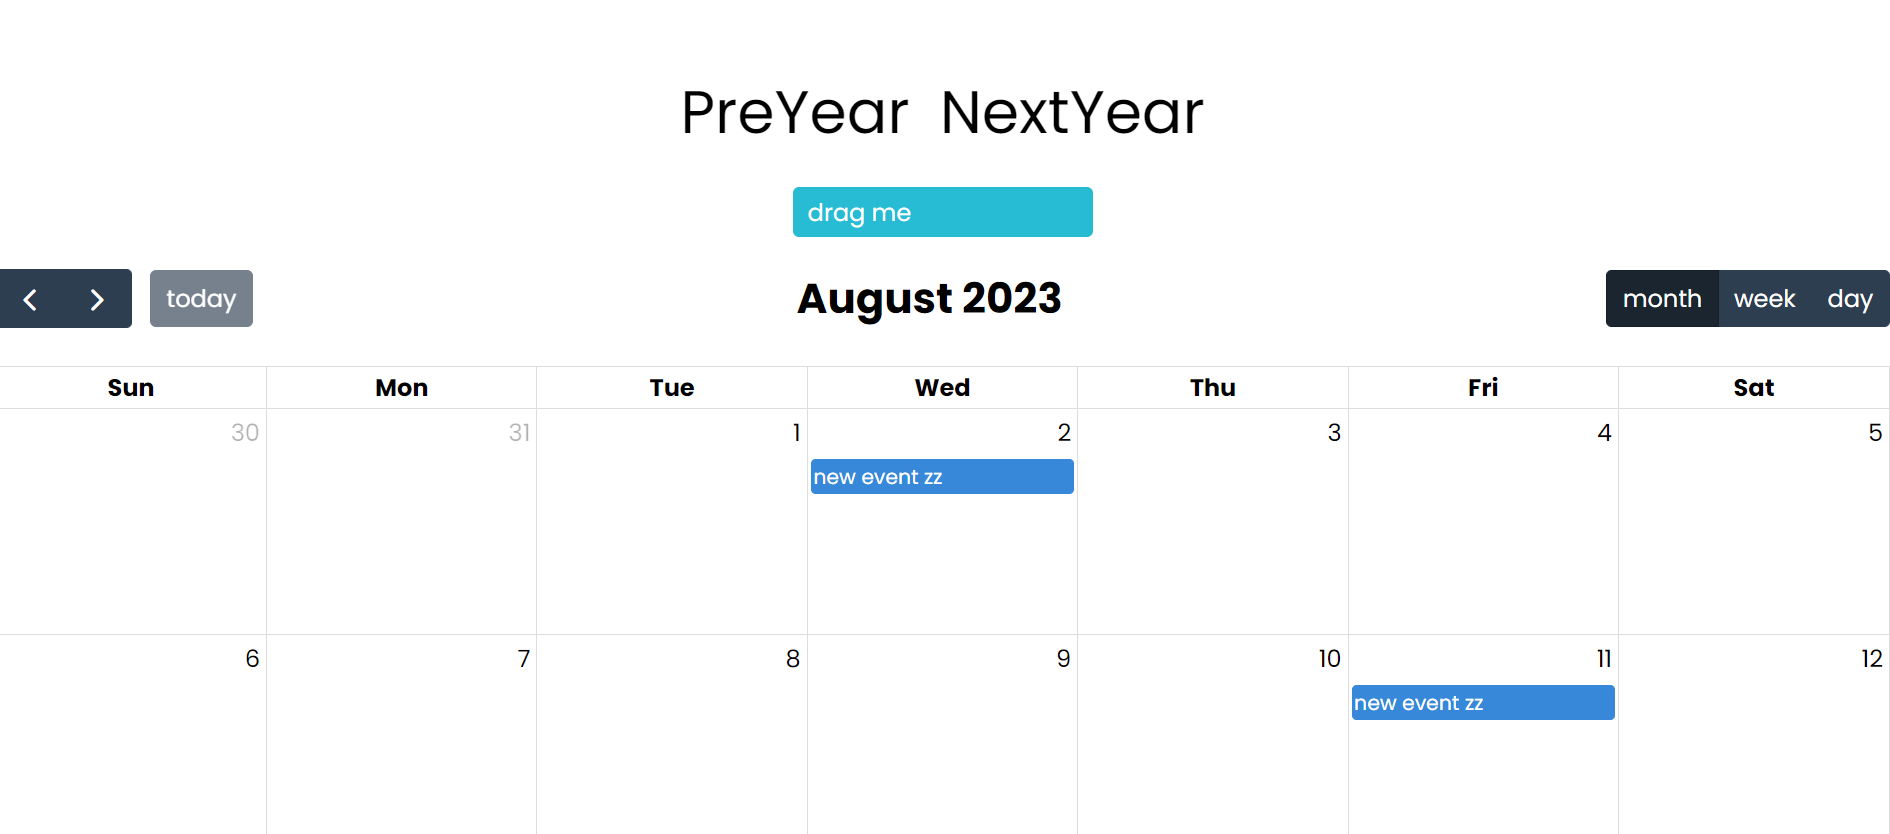 PreYear NextYear
drag me
today
August 2023
month week day
Sun Mon Tue Wed Thu Fri Sat
30 31 1 2 3 4 5
new event zz
6 7 8 9 10 11 12
new event zz